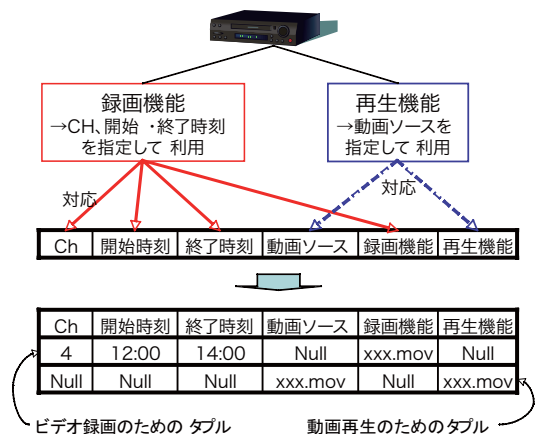 録画機能
→CH、開始・終了時刻
を指定して 利用
再生機能
→動画ソースを
指定して 利用
対応
対応
Ch 開始時刻 終了時刻 動画ソース 録画機能 再生機能
Ch 開始時刻 終了時刻 動画ソース 録画機能 再生機能
4 12:00 14:00 Null xxx.mov Null
Null Null Null xxx.mov Null xxx.mov
ビデオ録画のための タプル
動画再生のためのタプル